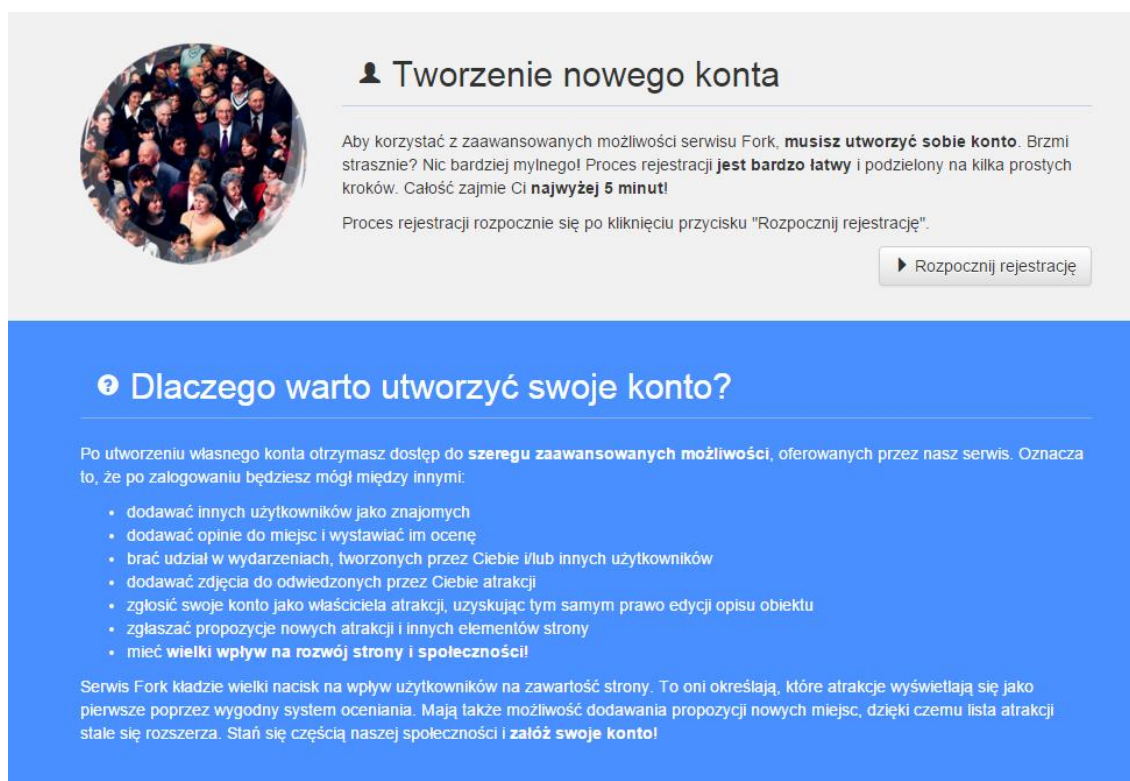 Tworzenie nowego konta
Aby korzystać z zaawansowanych możliwości serwisu Fork, musisz utworzyć sobie konto. Brzmi
strasznie? Nic bardziej mylnego! Proces rejestracji jest bardzo łatwy i podzielony na kilka prostych
kroków. Całość zajmie Ci najwyżej 5 minut!
Proces rejestracji rozpocznie się po kliknięciu przycisku "Rozpocznij rejestrację".
Rozpocznij rejestrację
Dlaczego warto utworzyć swoje konto?
Po utworzeniu własnego konta otrzymasz dostęp do szeregu zaawansowanych możliwości, oferowanych przez nasz serwis. Oznacza
to, że po zalogowaniu będziesz mógł między innymi:
• dodawać innych użytkowników jako znajomych
• dodawać opinie do miejsc i wystawiać im ocenę
• brać udział w wydarzeniach, tworzonych przez Ciebie i/lub innych użytkowników
• dodawać zdjęcia do odwiedzonych przez Ciebie atrakcji
• zgłosić swoje konto jako właściciela atrakcji, uzyskując tym samym prawo edycji opisu obiektu
• zgłaszać propozycje nowych atrakcji i innych elementów strony
• mieć wielki wpływ na rozwój strony i społeczności!
Serwis Fork kładzie wielki nacisk na wpływ użytkowników na zawartość strony. To oni określają, które atrakcje wyświetlają się jako
pierwsze poprzez wygodny system oceniania. Mają także możliwość dodawania propozycji nowych miejsc, dzięki czemu lista atrakcji
stale się rozszerza. Stań się częścią naszej społeczności i załóż swoje konto!